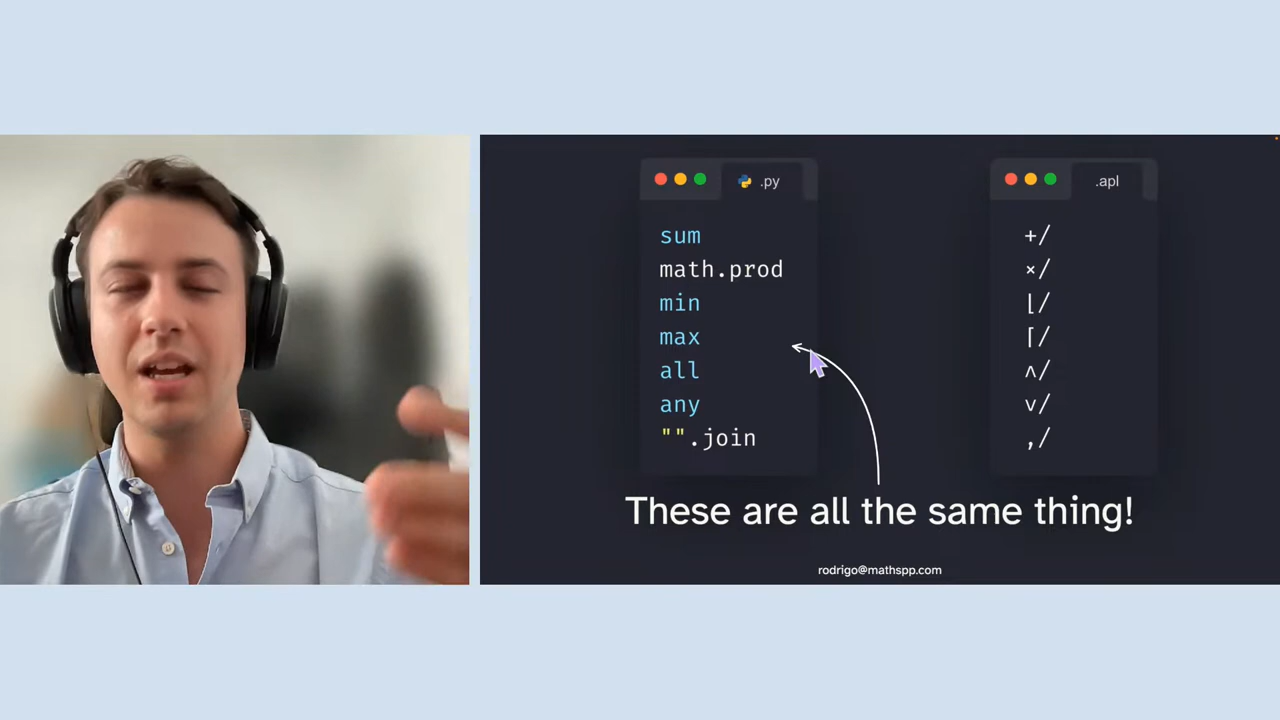 .py
sum
math.prod
min
max
all
any
"".join
.apl
+/
×/
⌊/
⌈/
∧/
∨/
,/
These are all the same thing!
rodrigo@mathspp.com